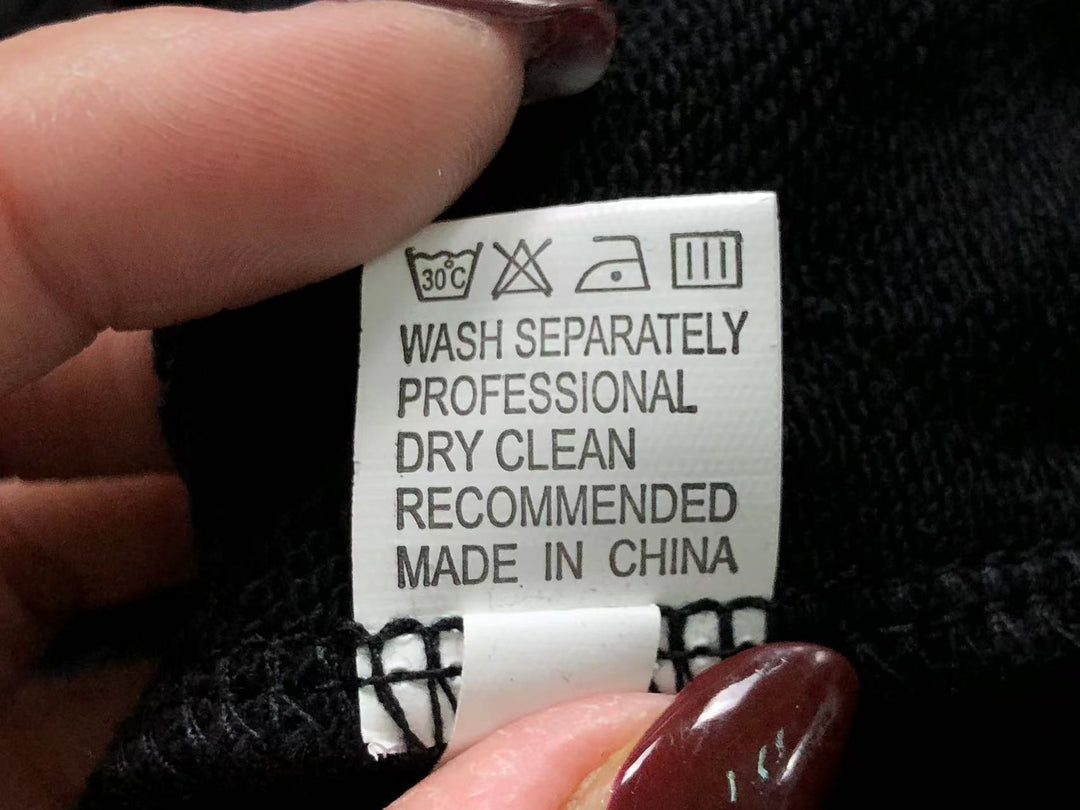 30°C
WASH SEPARATELY
PROFESSIONAL
DRY CLEAN
RECOMMENDED
MADE IN CHINA